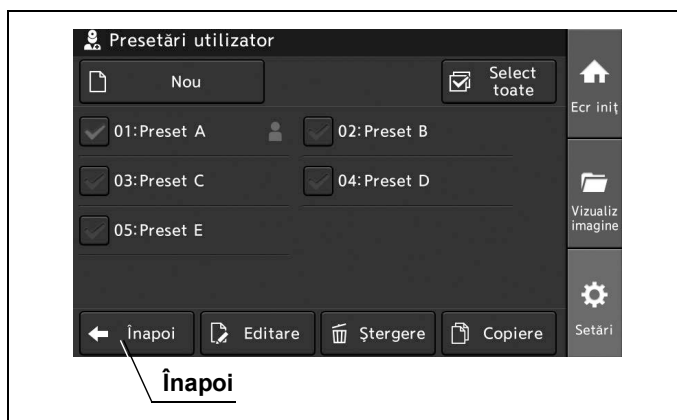 Presetări utilizator
Nou
Select
toate
01:Preset A
02:Preset B
03:Preset C
04:Preset D
05:Preset E
Înapoi
Editare
Ștergere
Copiere
Ecr iniț
Vizualiz
imagine
Setări
Înapoi